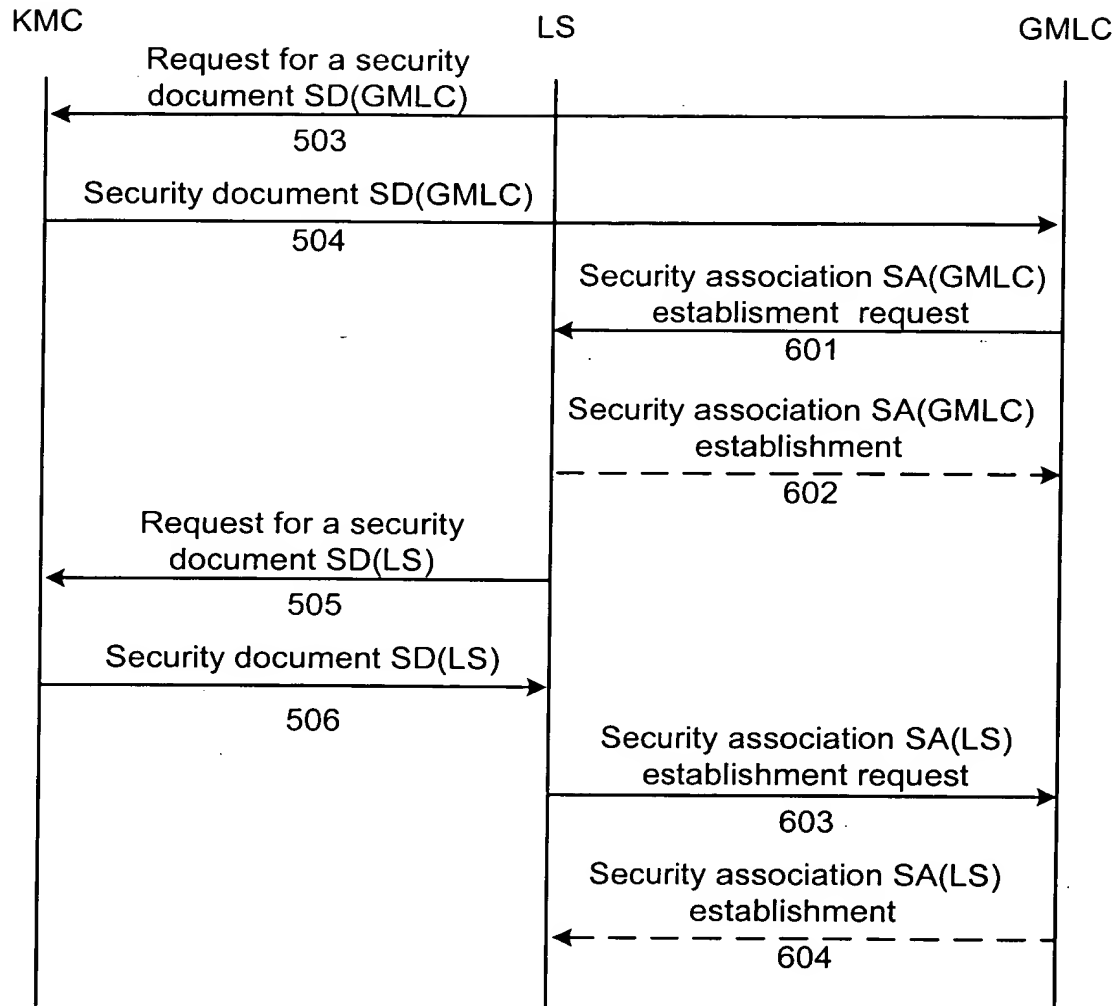 KMC
LS
GMLC
Request for a security
document SD(GMLC)
503
Security document SD(GMLC)
504
Security association SA(GMLC)
establisment request
601
Security association SA(GMLC)
establishment
602
Request for a security
document SD(LS)
505
Security document SD(LS)
506
Security association SA(LS)
establishment request
603
Security association SA(LS)
establishment
604